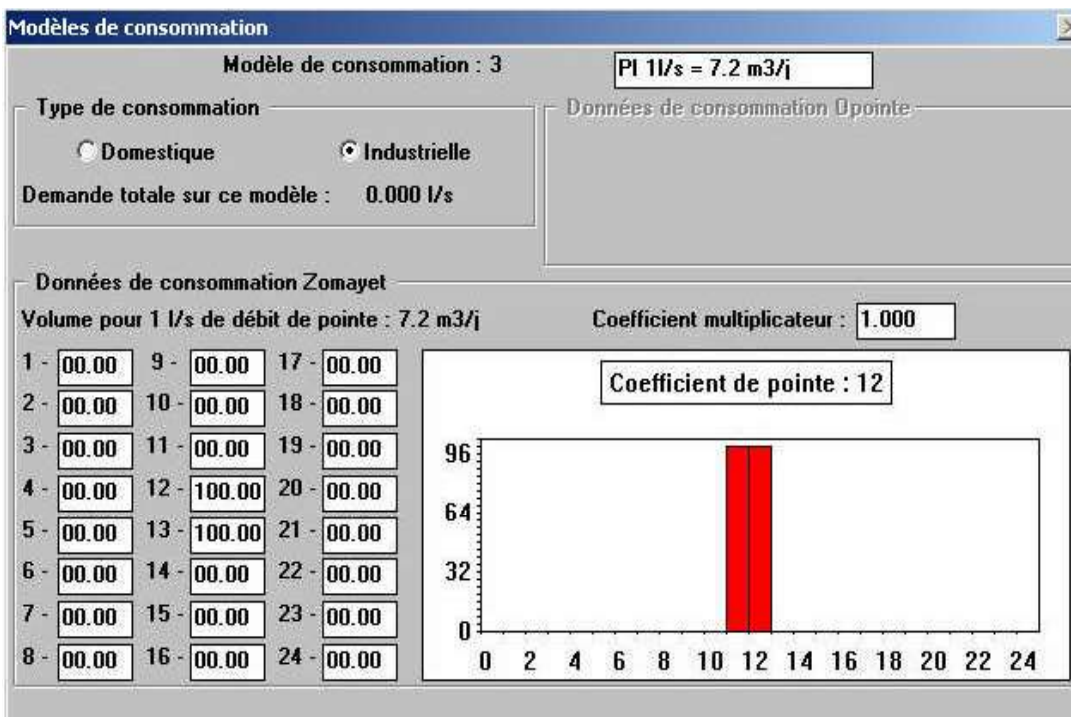 Modèles de consommation
Modèle de consommation : 3
PI 1l/s = 7.2 m3/j
Type de consommation
Données de consommation Qpointe
Domestique
Industrielle
Demande totale sur ce modèle : 0.000 l/s
Données de consommation Zomayet
Volume pour 1 l/s de débit de pointe : 7.2 m3/j
Coefficient multiplicateur : 1.000
1 - 00.00 9 - 00.00 17 - 00.00
2 - 00.00 10 - 00.00 18 - 00.00
3 - 00.00 11 - 00.00 19 - 00.00
4 - 00.00 12 - 100.00 20 - 00.00
5 - 00.00 13 - 100.00 21 - 00.00
6 - 00.00 14 - 00.00 22 - 00.00
7 - 00.00 15 - 00.00 23 - 00.00
8 - 00.00 16 - 00.00 24 - 00.00
Coefficient de pointe : 12
96
64
32
0
0 2 4 6 8 10 12 14 16 18 20 22 24